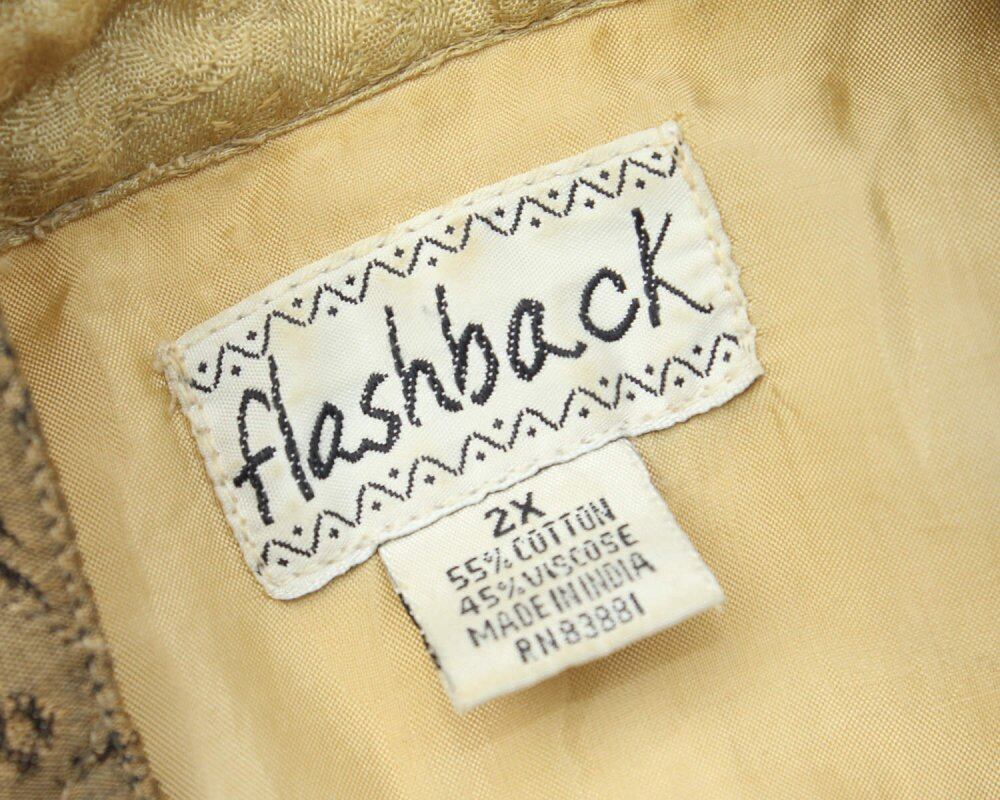 flashback
2X
55% COTTON
45% VISCOSE
MADE IN INDIA
RN 83881